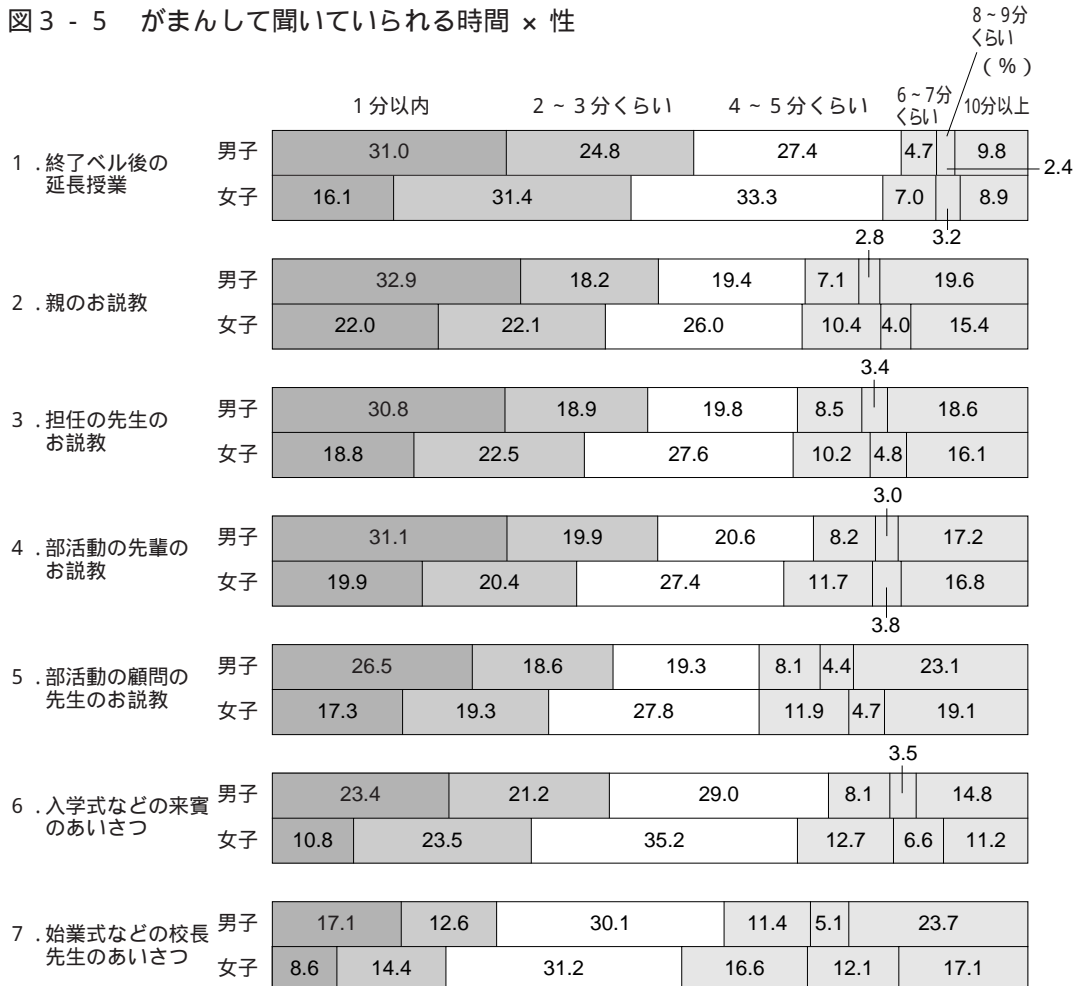 図3-5 がまんして聞いていられる時間 × 性
8~9分
くらい
(%)
1分以内 2~3分くらい 4~5分くらい 6~7分 10分以上
くらい
1.終了ベル後の
延長授業
男子 31.0 24.8 27.4 4.7 9.8
2.4
女子 16.1 31.4 33.3 7.0 8.9
3.2
2.8
2.親のお説教
男子 32.9 18.2 19.4 7.1 19.6
女子 22.0 22.1 26.0 10.4 4.0 15.4
3.4
3.担任の先生の
お説教
男子 30.8 18.9 19.8 8.5 18.6
女子 18.8 22.5 27.6 10.2 4.8 16.1
3.0
4.部活動の先輩の
お説教
男子 31.1 19.9 20.6 8.2 17.2
女子 19.9 20.4 27.4 11.7 16.8
3.8
5.部活動の顧問の
先生のお説教
男子 26.5 18.6 19.3 8.1 4.4 23.1
女子 17.3 19.3 27.8 11.9 4.7 19.1
3.5
6.入学式などの来賓
のあいさつ
男子 23.4 21.2 29.0 8.1 14.8
女子 10.8 23.5 35.2 12.7 6.6 11.2
7.始業式などの校長
先生のあいさつ
男子 17.1 12.6 30.1 11.4 5.1 23.7
女子 8.6 14.4 31.2 16.6 12.1 17.1